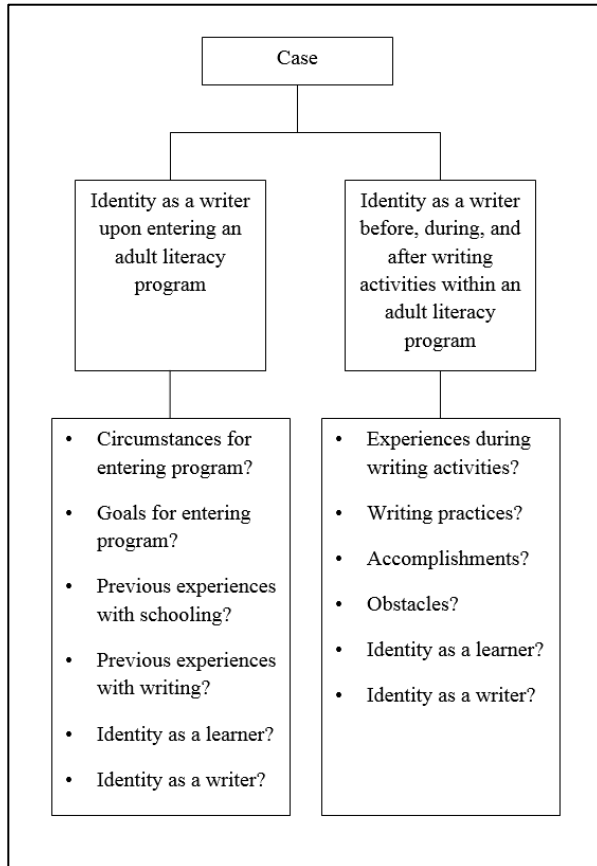 Case
Identity as a writer
upon entering an
adult literacy
program
Identity as a writer
before, during, and
after writing
activities within an
adult literacy
program
• Circumstances for
entering program?
• Goals for entering
program?
• Previous experiences
with schooling?
• Previous experiences
with writing?
• Identity as a learner?
• Identity as a writer?
• Experiences during
writing activities?
• Writing practices?
• Accomplishments?
• Obstacles?
• Identity as a learner?
• Identity as a writer?